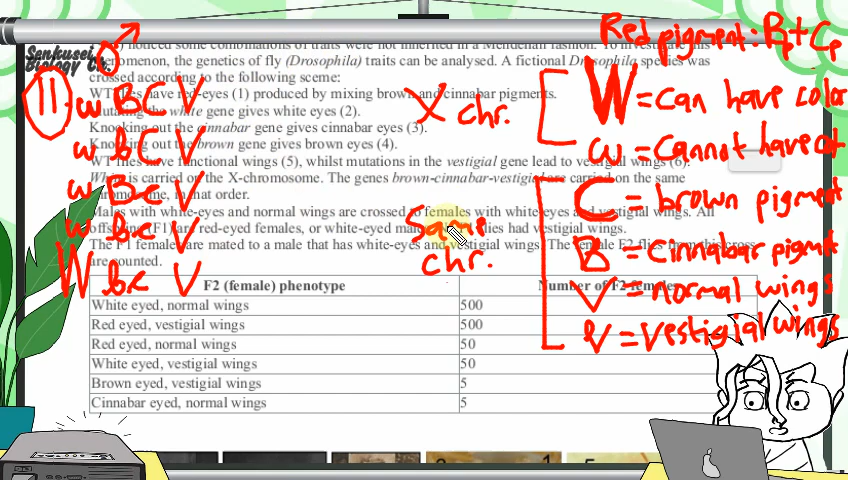 Senkusei
Biology
noticed some combinations of traits were not inherited in a Mendelian fashion. To investigate this
phenomenon, the genetics of fly (Drosophila) traits can be analysed. A fictional Drosophila species was
crossed according to the following sceme:
WT flies have red-eyes (1) produced by mixing brown and cinnabar pigments.
Mutating the white gene gives white eyes (2).
Knocking out the cinnabar gene gives cinnabar eyes (3).
Knocking out the brown gene gives brown eyes (4).
WT flies have functional wings (5), whilst mutations in the vestigial gene lead to vestigial wings (6).
White is carried on the X-chromosome. The genes brown-cinnabar-vestigial are carried on the same
chromosome, in that order.
Males with white-eyes and normal wings are crossed to females with white eyes and vestigial wings. All
offspring (F1) are red-eyed females, or white-eyed males. No flies had vestigial wings.
The F1 females are mated to a male that has white-eyes and vestigial wings. The female F2 flies from this cross
are counted.
F2 (female) phenotype Number of F2 females
White eyed, normal wings 500
Red eyed, vestigial wings 500
Red eyed, normal wings 50
White eyed, vestigial wings 50
Brown eyed, vestigial wings 5
Cinnabar eyed, normal wings 5
11
♂
w B C V
w b C V
w B c V
w b c V
W b c V
X chr.
Same
chr.
Red pigment: Bp + Cp
W = can have color
w = cannot have
C = brown pigment
B = cinnabar pigment
V = normal wings
v = vestigial wings